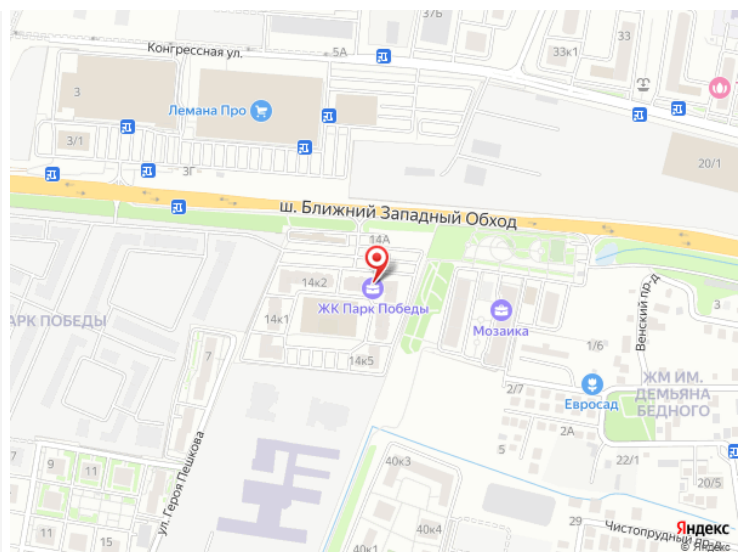 37Б
Конгрессная ул.
5А
33к1
33
3
Лемана Про
3/1
3Г
20/1
ш. Ближний Западный Обход
14А
14к2
ЖК Парк Победы
АРК ПОБЕДЫ
14к1
Мозаика
Венский пр-д
3
7
14к5
1/6
ЖМ ИМ.
ДЕМЬЯНА
БЕДНОГО
2/7
Евросад
2А
ул. Героя Пешкова
5
9
11
40к3
22/1
20/5
11
15
40к4
29
Чистопрудный пр-д
Яндекс
© Яндекс